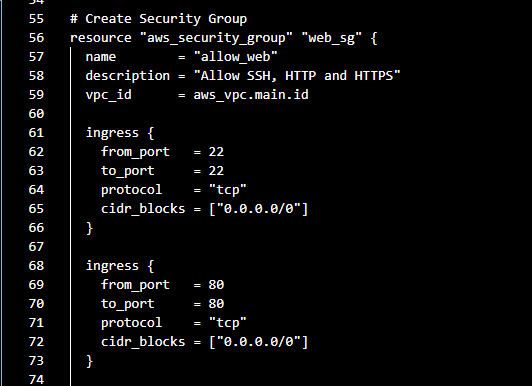 55 # Create Security Group
56 resource "aws_security_group" "web_sg" {
57   name        = "allow_web"
58   description = "Allow SSH, HTTP and HTTPS"
59   vpc_id      = aws_vpc.main.id
60
61   ingress {
62     from_port   = 22
63     to_port     = 22
64     protocol    = "tcp"
65     cidr_blocks = ["0.0.0.0/0"]
66   }
67
68   ingress {
69     from_port   = 80
70     to_port     = 80
71     protocol    = "tcp"
72     cidr_blocks = ["0.0.0.0/0"]
73   }
74